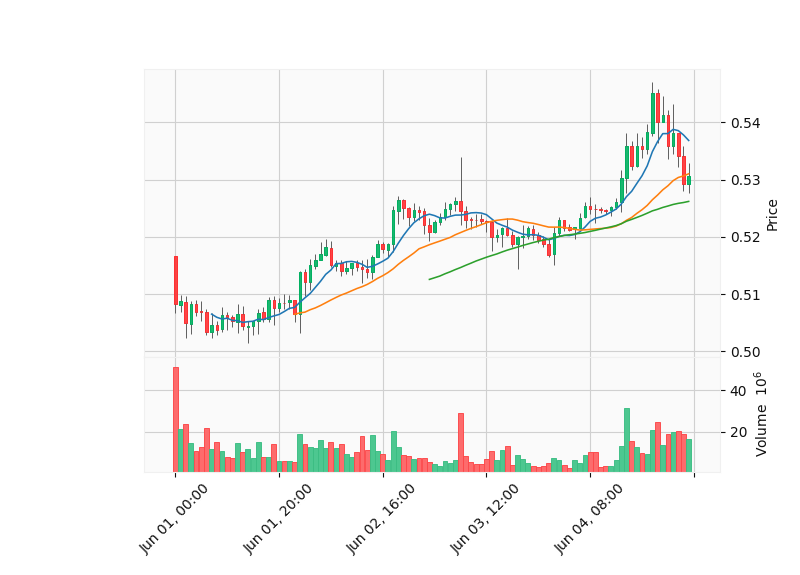 0.54
0.53
0.52
0.51
0.50
Price
40
20
Volume 10^6
Jun 01, 00:00
Jun 01, 20:00
Jun 02, 16:00
Jun 03, 12:00
Jun 04, 08:00